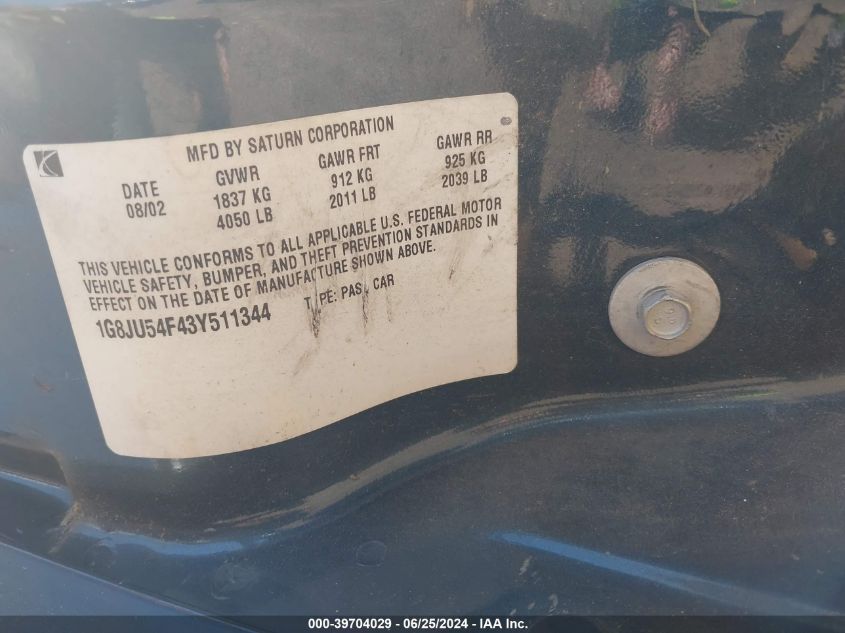 MFD BY SATURN CORPORATION
DATE GVWR GAWR FRT GAWR RR
08/02 1837 KG 912 KG 925 KG
4050 LB 2011 LB 2039 LB
THIS VEHICLE CONFORMS TO ALL APPLICABLE U.S. FEDERAL MOTOR
VEHICLE SAFETY, BUMPER, AND THEFT PREVENTION STANDARDS IN
EFFECT ON THE DATE OF MANUFACTURE SHOWN ABOVE.
1G8JU54F43Y511344 TYPE: PASS CAR
000-39704029 - 06/25/2024 - IAA Inc.